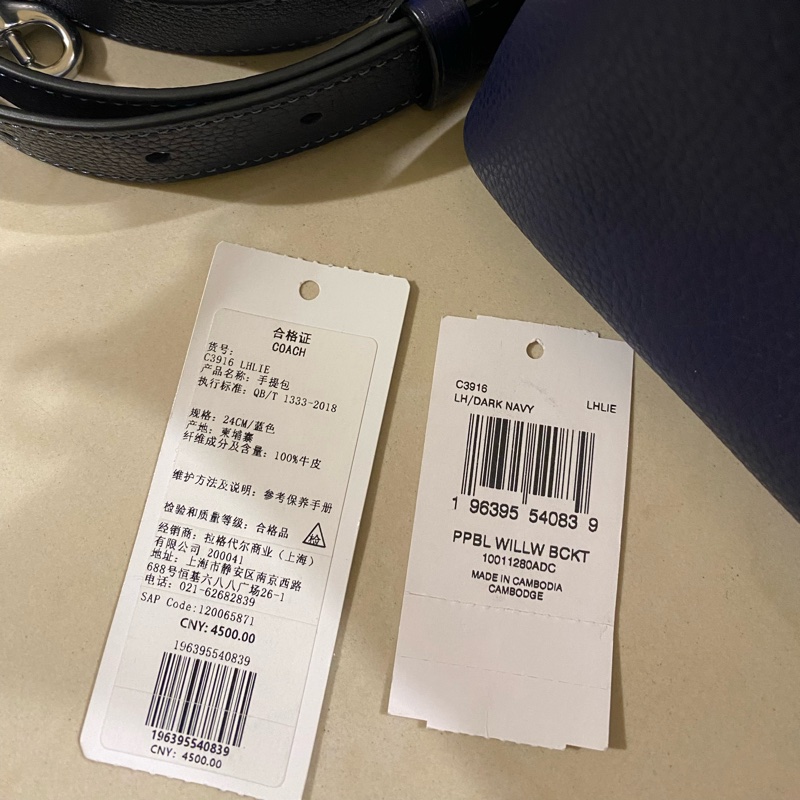 合格证
COACH
货号:
C3916 LHLIE
产品名称: 手提包
执行标准: QB/T 1333-2018
规格: 24CM/蓝色
产地: 柬埔寨
纤维成分及含量: 100%牛皮
维护方法及说明: 参考保养手册
检验和质量等级: 合格品
检
经销商: 拉格代尔商业（上海）
有限公司 200041
地址: 上海市静安区南京西路
688号恒基六八八广场26-1
电话: 021-62682839
SAP Code:120065871
CNY: 4500.00
196395540839
196395540839
CNY: 4500.00
C3916
LH/DARK NAVY LHLIE
1 96395 54083 9
PPBL WILLW BCKT
10011280ADC
MADE IN CAMBODIA
CAMBODGE